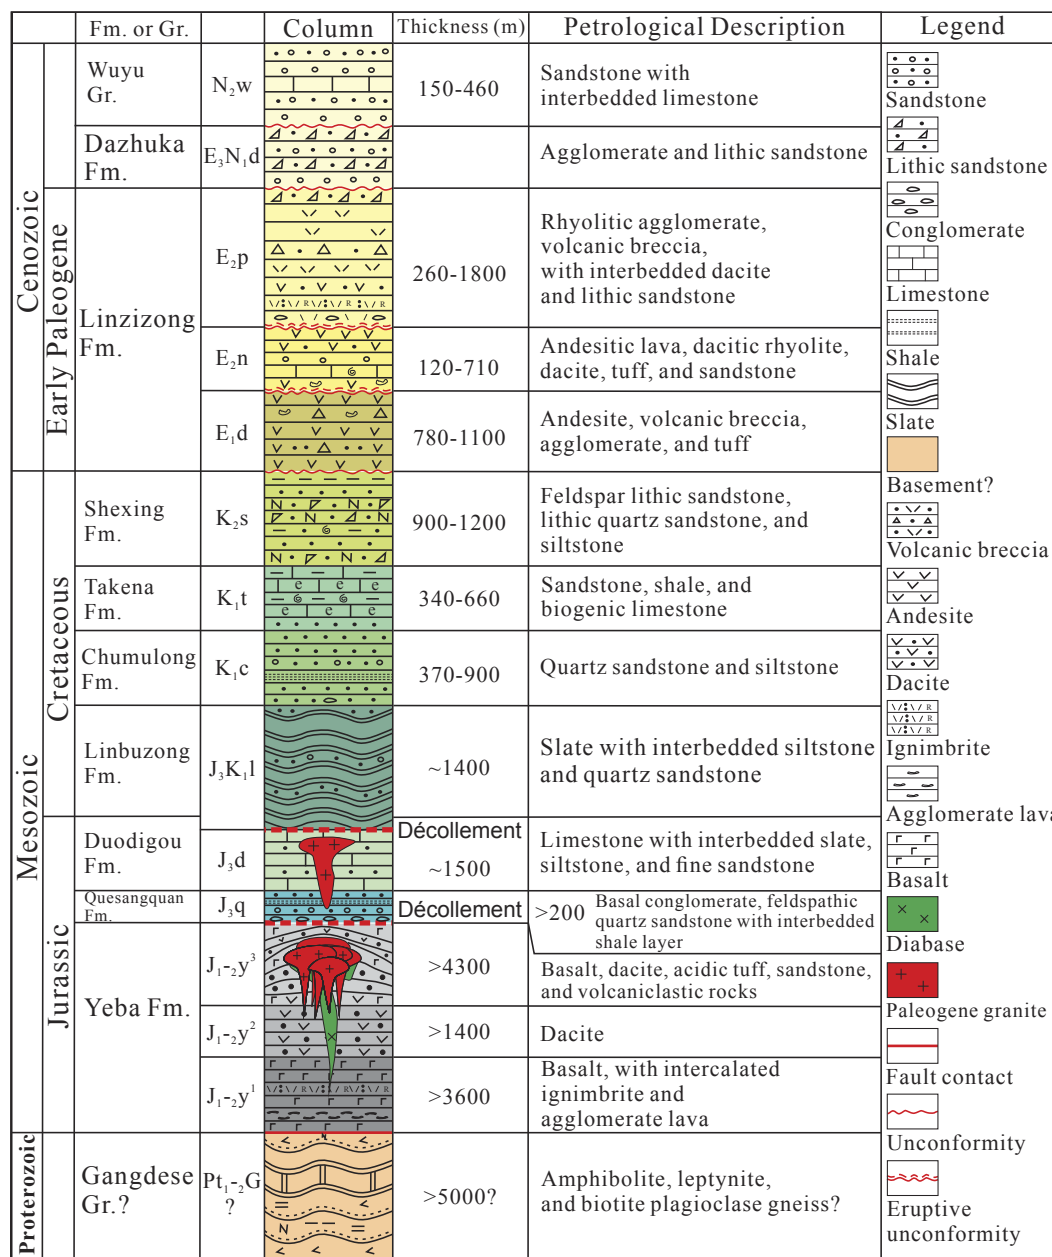 Fm. or Gr.
Column
Thickness (m)
Petrological Description
Legend
Cenozoic
Early Paleogene
Mesozoic
Cretaceous
Jurassic
Proterozoic
Wuyu
Gr.
N₂w
150-460
Sandstone with
interbedded limestone
Dazhuka
Fm.
E₃N₁d
Agglomerate and lithic sandstone
Linzizong
Fm.
E₂p
260-1800
Rhyolitic agglomerate,
volcanic breccia,
with interbedded dacite
and lithic sandstone
E₂n
120-710
Andesitic lava, dacitic rhyolite,
dacite, tuff, and sandstone
E₁d
780-1100
Andesite, volcanic breccia,
agglomerate, and tuff
Shexing
Fm.
K₂s
900-1200
Feldspar lithic sandstone,
lithic quartz sandstone, and
siltstone
Takena
Fm.
K₁t
340-660
Sandstone, shale, and
biogenic limestone
Chumulong
Fm.
K₁c
370-900
Quartz sandstone and siltstone
Linbuzong
Fm.
J₃K₁l
~1400
Slate with interbedded siltstone
and quartz sandstone
Duodigou
Fm.
J₃d
Décollement
~1500
Limestone with interbedded slate,
siltstone, and fine sandstone
Quesangquan
Fm.
J₃q
Décollement
>200
Basal conglomerate, feldspathic
quartz sandstone with interbedded
shale layer
Yeba Fm.
J₁-₂y³
>4300
Basalt, dacite, acidic tuff, sandstone,
and volcaniclastic rocks
J₁-₂y²
>1400
Dacite
J₁-₂y¹
>3600
Basalt, with intercalated
ignimbrite and
agglomerate lava
Gangdese
Gr.?
Pt₁-₂G
?
>5000?
Amphibolite, leptynite,
and biotite plagioclase gneiss?
Sandstone
Lithic sandstone
Conglomerate
Limestone
Shale
Slate
Basement?
Volcanic breccia
Andesite
Dacite
Ignimbrite
Agglomerate lava
Basalt
Diabase
Paleogene granite
Fault contact
Unconformity
Eruptive
unconformity